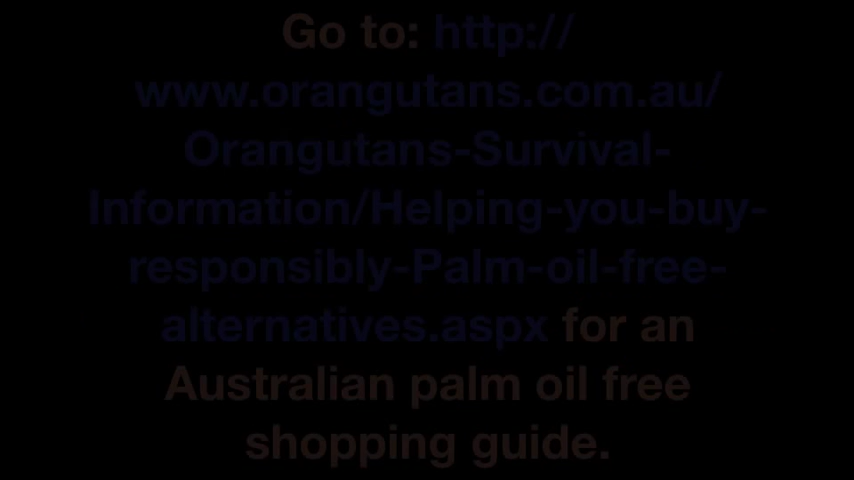 Go to: http://
www.orangutans.com.au/
Orangutans-Survival-
Information/Helping-you-buy-
responsibly-Palm-oil-free-
alternatives.aspx for an
Australian palm oil free
shopping guide.